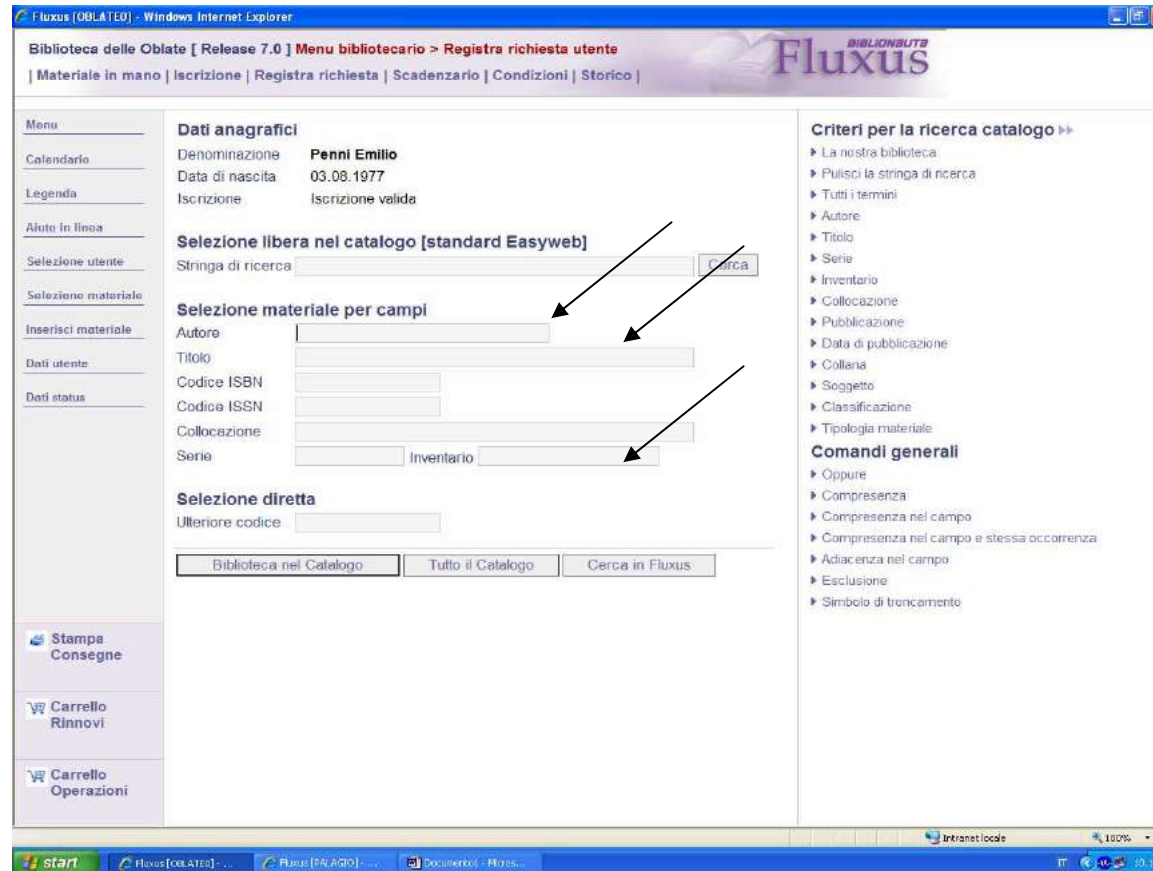 Fluxus [OBLATE0] - Windows Internet Explorer
Biblioteca delle Oblate [ Release 7.0 ] Menu bibliotecario > Registra richiesta utente
| Materiale in mano | Iscrizione | Registra richiesta | Scadenzario | Condizioni | Storico |
BIBLIONAUTA
Fluxus
Menu
Calendario
Legenda
Aiuto in linea
Selezione utente
Selezione materiale
Inserisci materiale
Dati utente
Dati status
Stampa
Consegne
Carrello
Rinnovi
Carrello
Operazioni
Dati anagrafici
Denominazione Penni Emilio
Data di nascita 03.08.1977
Iscrizione Iscrizione valida
Selezione libera nel catalogo [standard Easyweb]
Stringa di ricerca Cerca
Selezione materiale per campi
Autore
Titolo
Codice ISBN
Codice ISSN
Collocazione
Serie Inventario
Selezione diretta
Ulteriore codice
Biblioteca nel Catalogo Tutto il Catalogo Cerca in Fluxus
Criteri per la ricerca catalogo
La nostra biblioteca
Pulisci la stringa di ricerca
Tutti i termini
Autore
Titolo
Serie
Inventario
Collocazione
Pubblicazione
Data di pubblicazione
Collana
Soggetto
Classificazione
Tipologia materiale
Comandi generali
Oppure
Compresenza
Compresenza nel campo
Compresenza nel campo e stessa occorrenza
Adiacenza nel campo
Esclusione
Simbolo di troncamento
Intranet locale 100%
start Fluxus [OBLATE0] - ... Fluxus [PALAGIO] - ... IT